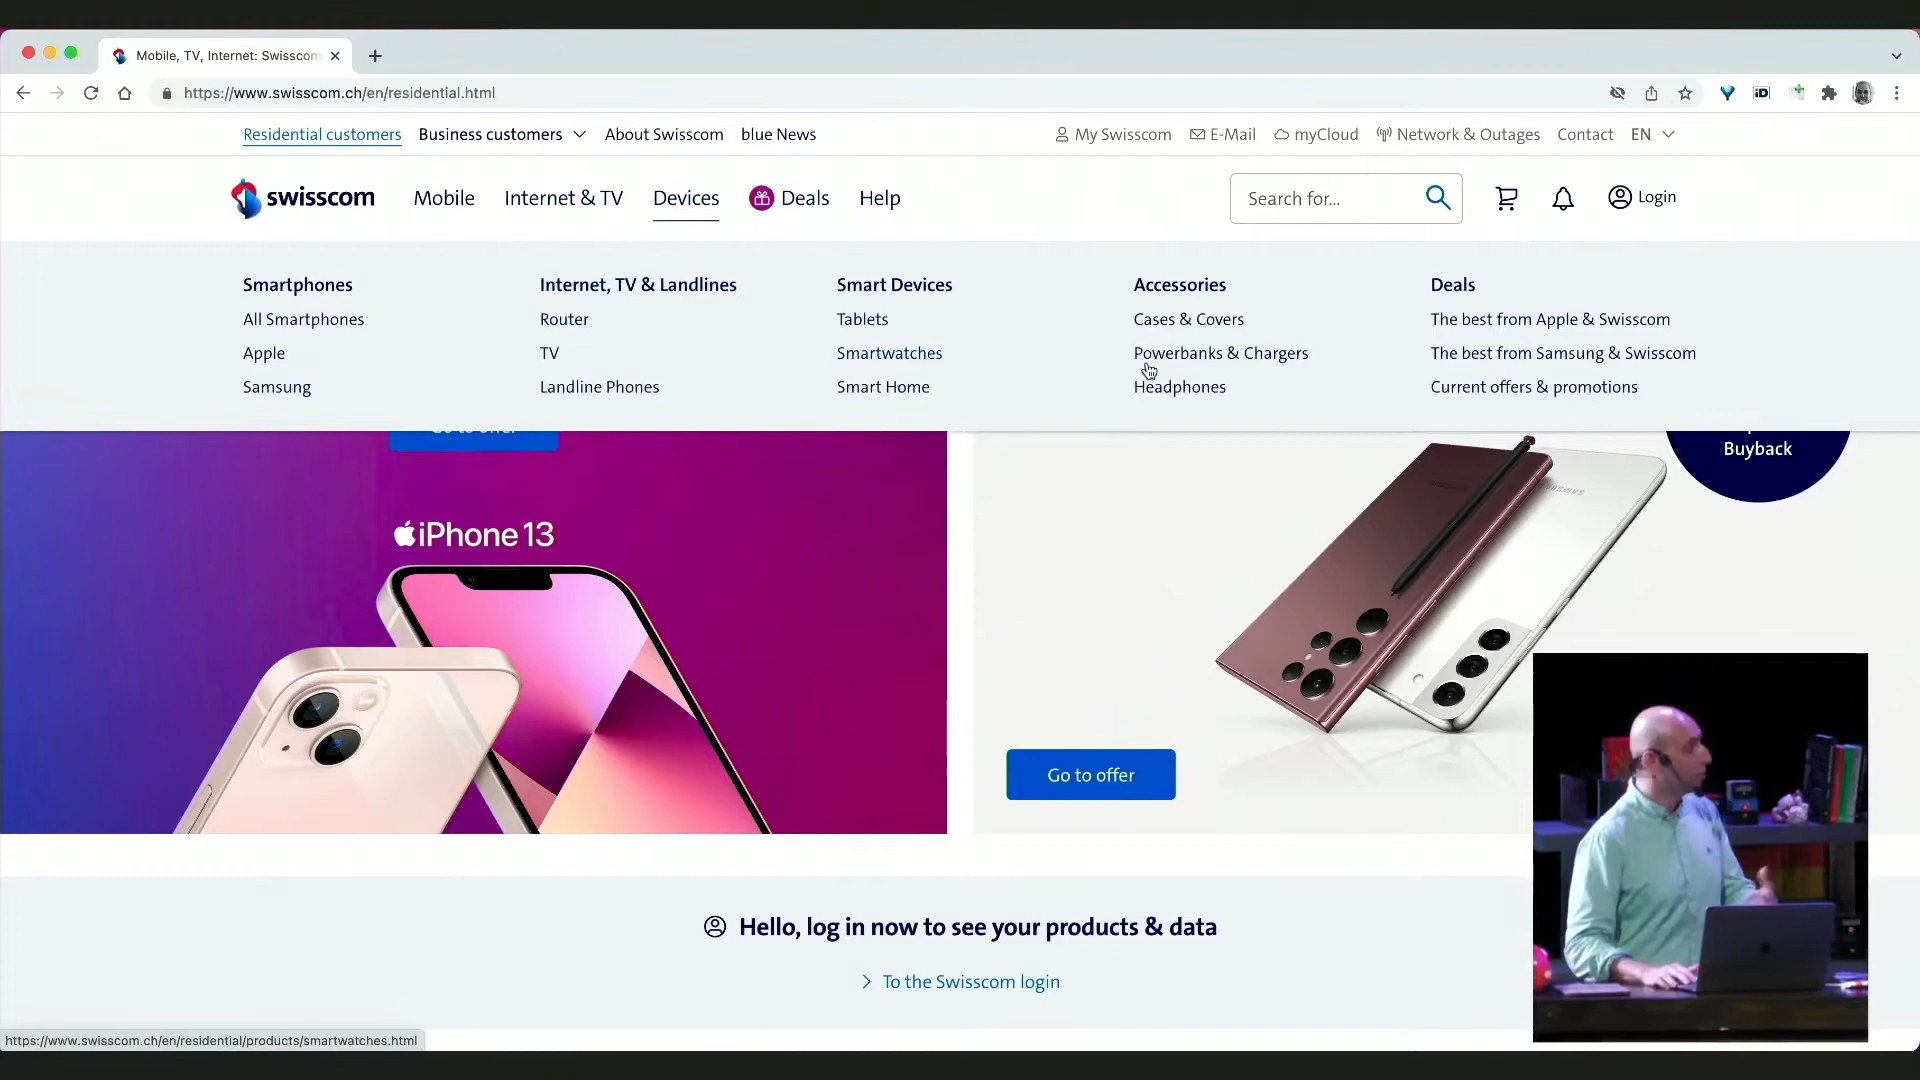 Mobile, TV, Internet: Swisscom
https://www.swisscom.ch/en/residential.html
iD
Residential customers Business customers About Swisscom blue News My Swisscom E-Mail myCloud Network & Outages Contact EN
swisscom Mobile Internet & TV Devices Deals Help Search for... Login
Smartphones Internet, TV & Landlines Smart Devices Accessories Deals
All Smartphones Router Tablets Cases & Covers The best from Apple & Swisscom
Apple TV Smartwatches Powerbanks & Chargers The best from Samsung & Swisscom
Samsung Landline Phones Smart Home Headphones Current offers & promotions
Go to offer
Buyback
iPhone 13
SAMSUNG
Go to offer
Hello, log in now to see your products & data
To the Swisscom login
https://www.swisscom.ch/en/residential/products/smartwatches.html